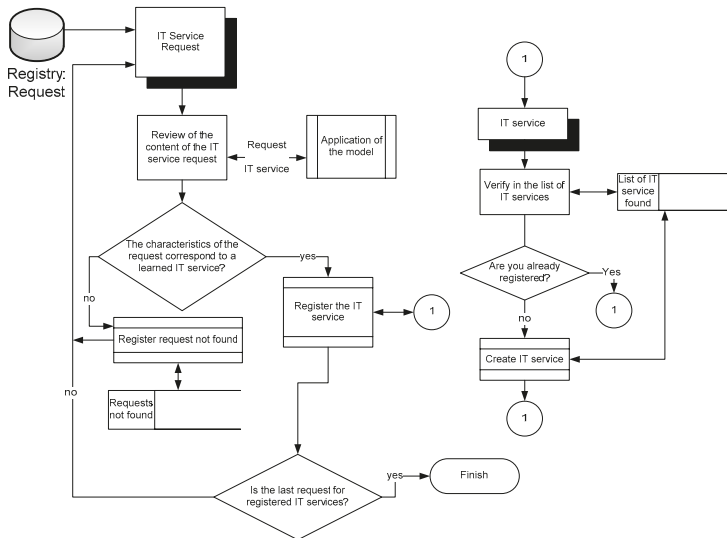 Registry:
Request
IT Service
Request
Review of the
content of the IT
service request
Request
IT service
Application of
the model
The characteristics of the
request correspond to a
learned IT service?
yes
no
Register the IT
service
1
Register request not found
Requests
not found
no
Is the last request for
registered IT services?
yes
Finish
1
IT service
Verify in the list of
IT services
List of IT
service
found
Are you already
registered?
Yes
1
no
Create IT service
1